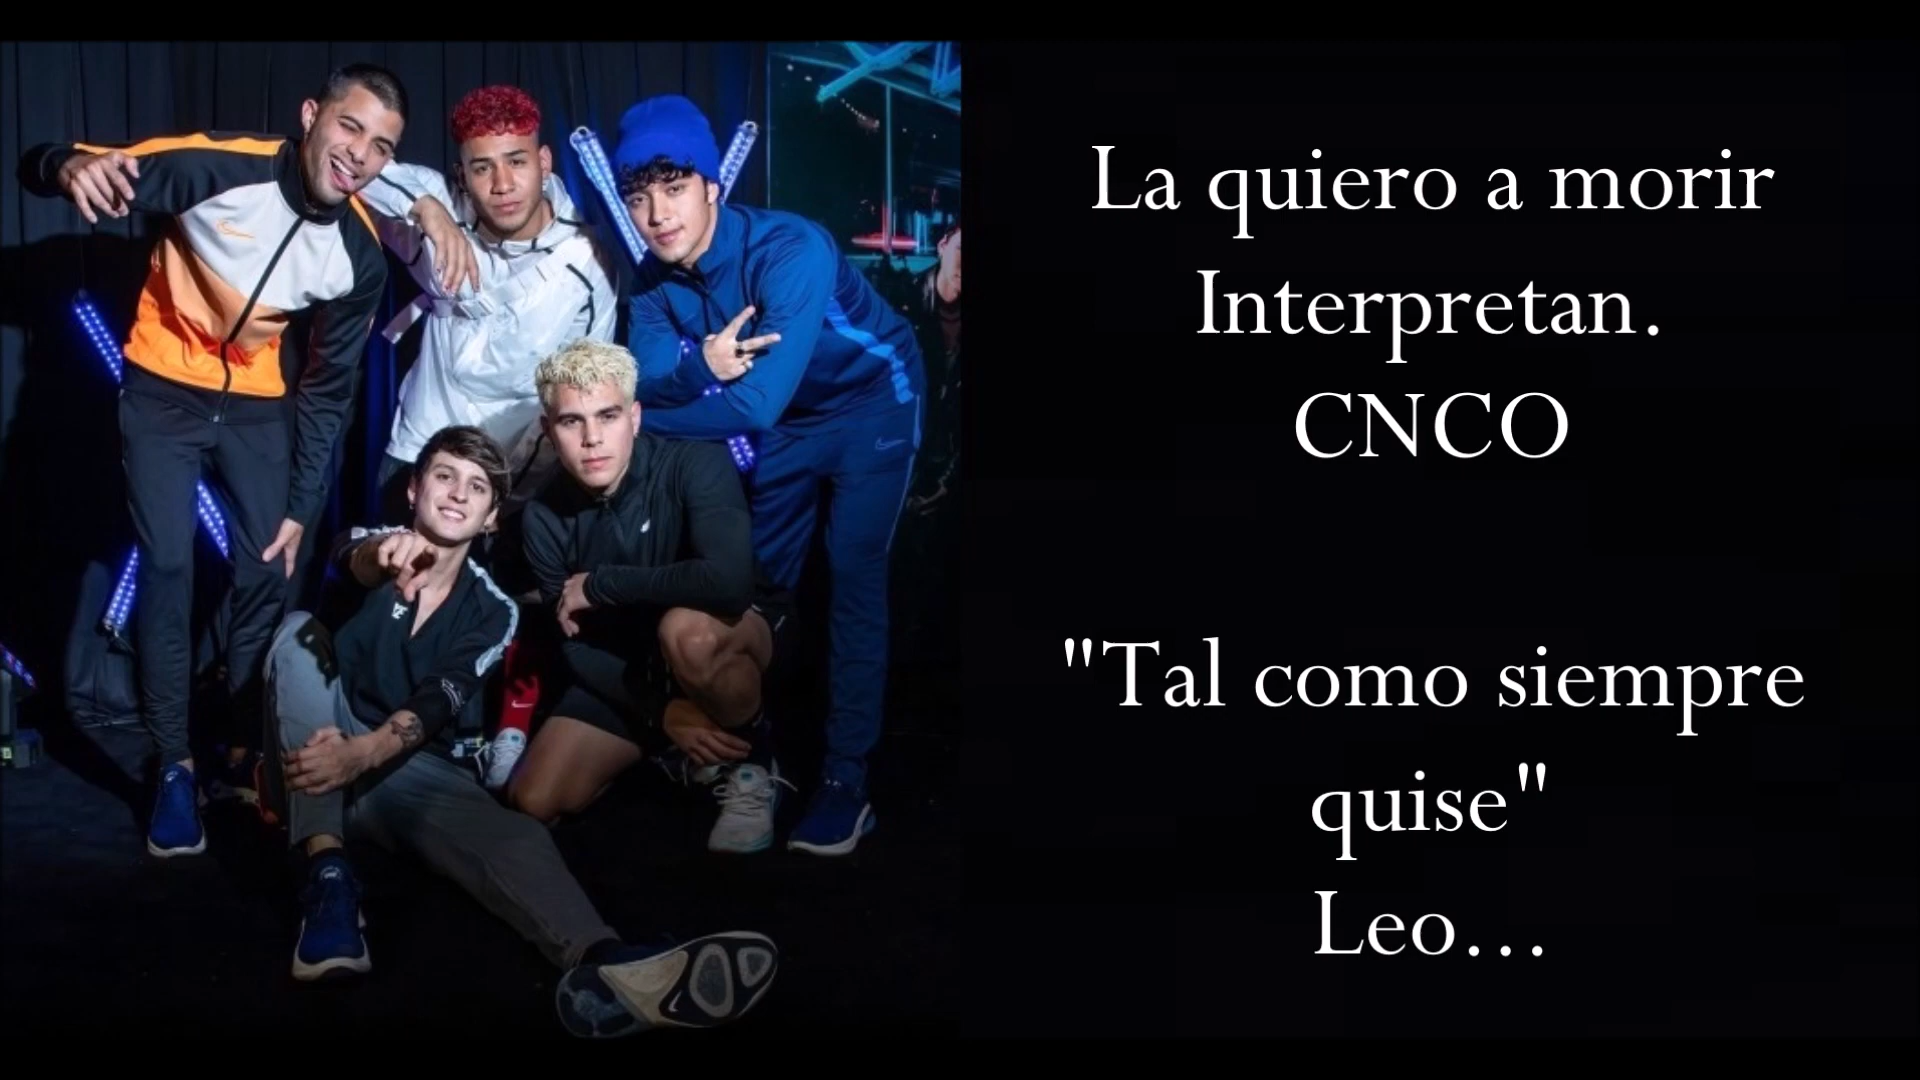 La quiero a morir
Interpretan.
CNCO
"Tal como siempre
quise"
Leo...